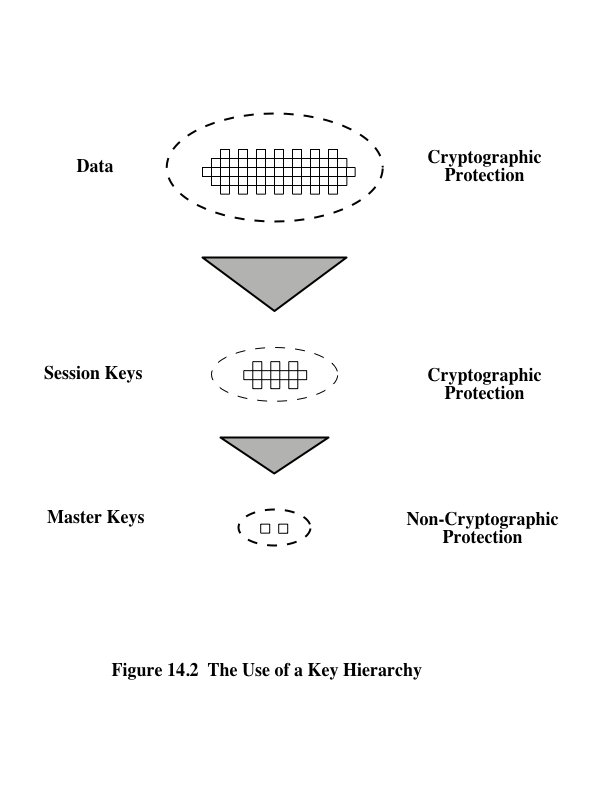 Data
Cryptographic
Protection
Session Keys
Cryptographic
Protection
Master Keys
Non-Cryptographic
Protection
Figure 14.2 The Use of a Key Hierarchy